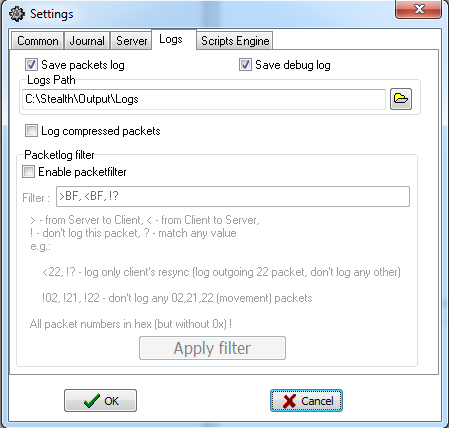 Settings
Common Journal Server Logs Scripts Engine
Save packets log Save debug log
Logs Path
C:\Stealth\Output\Logs
Log compressed packets
Packetlog filter
Enable packetfilter
Filter : >BF, <BF, !?
> - from Server to Client, < - from Client to Server,
! - don't log this packet, ? - match any value
e.g.:
<22, !? - log only client's resync (log outgoing 22 packet, don't log any other)
!02, !21, !22 - don't log any 02,21,22 (movement) packets
All packet numbers in hex (but without 0x) !
Apply filter
OK Cancel